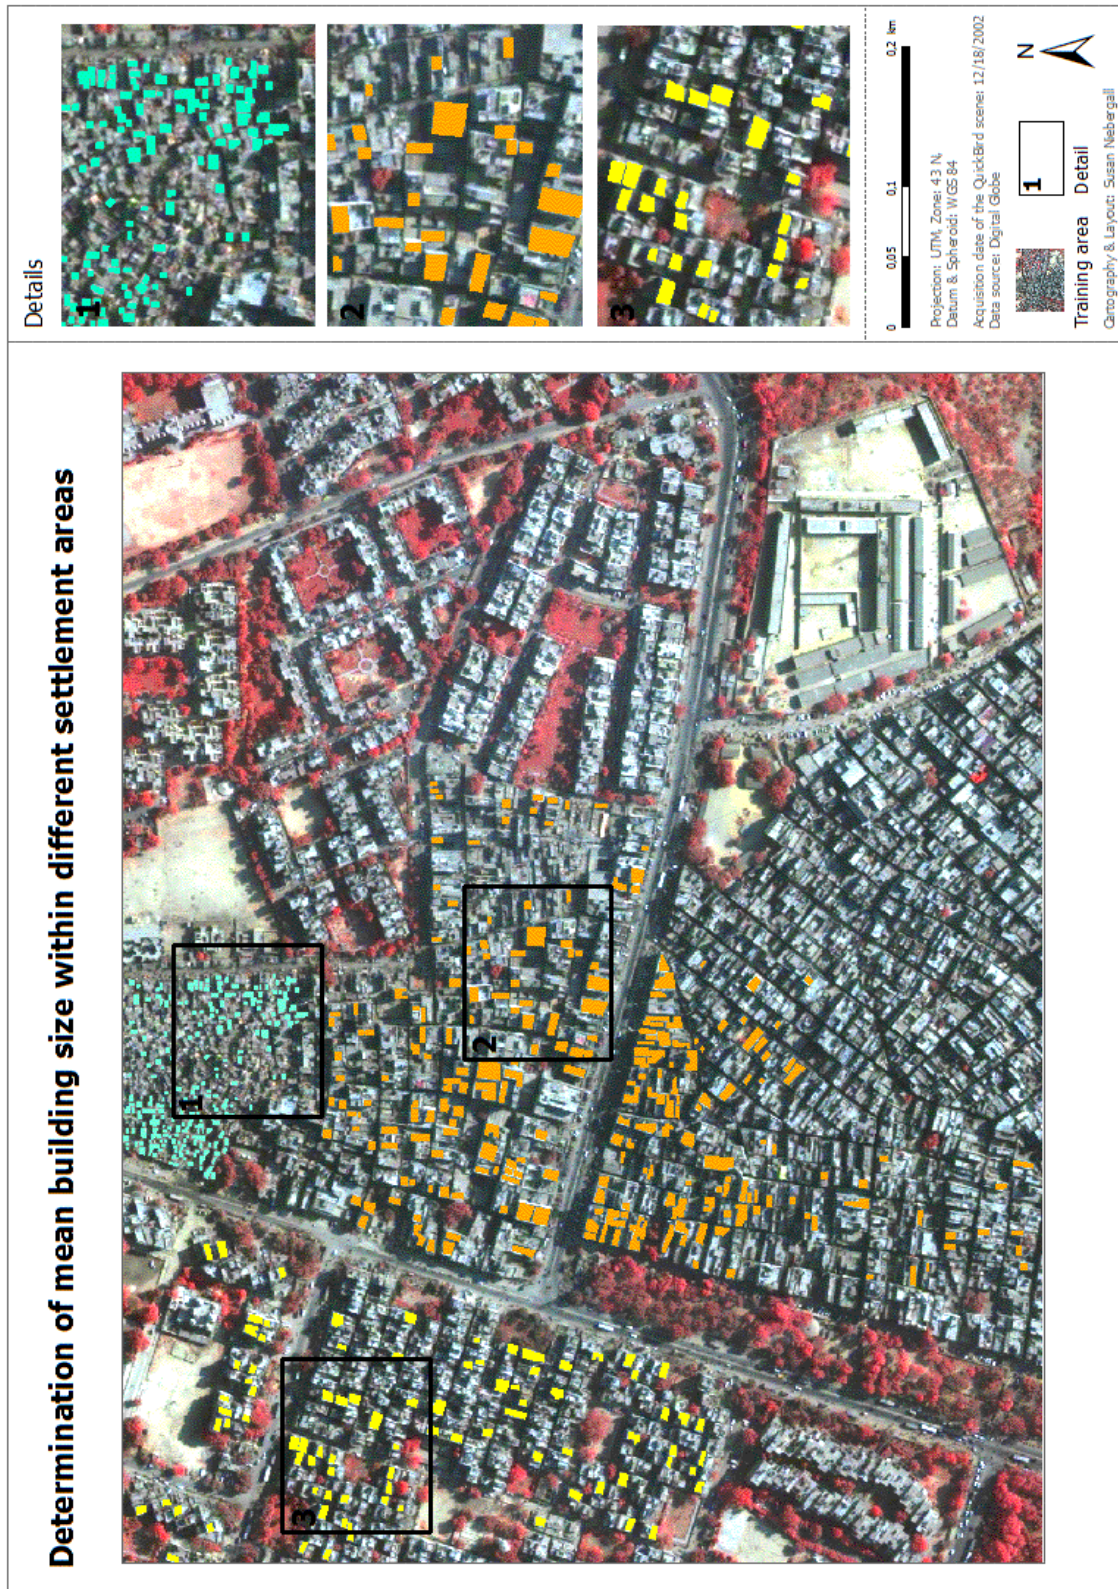 Determination of mean building size within different settlement areas
1
2
3
Details
1
2
3
0
0,05
0,1
0,2 km
Projection: UTM, Zone: 43 N,
Datum & Spheroid: WGS 84
Acquisition date of the QuickBird scene: 12/18/2002
Data source: Digital Globe
N
1
Training area
Detail
Cartography & Layout: Susan Niebergall